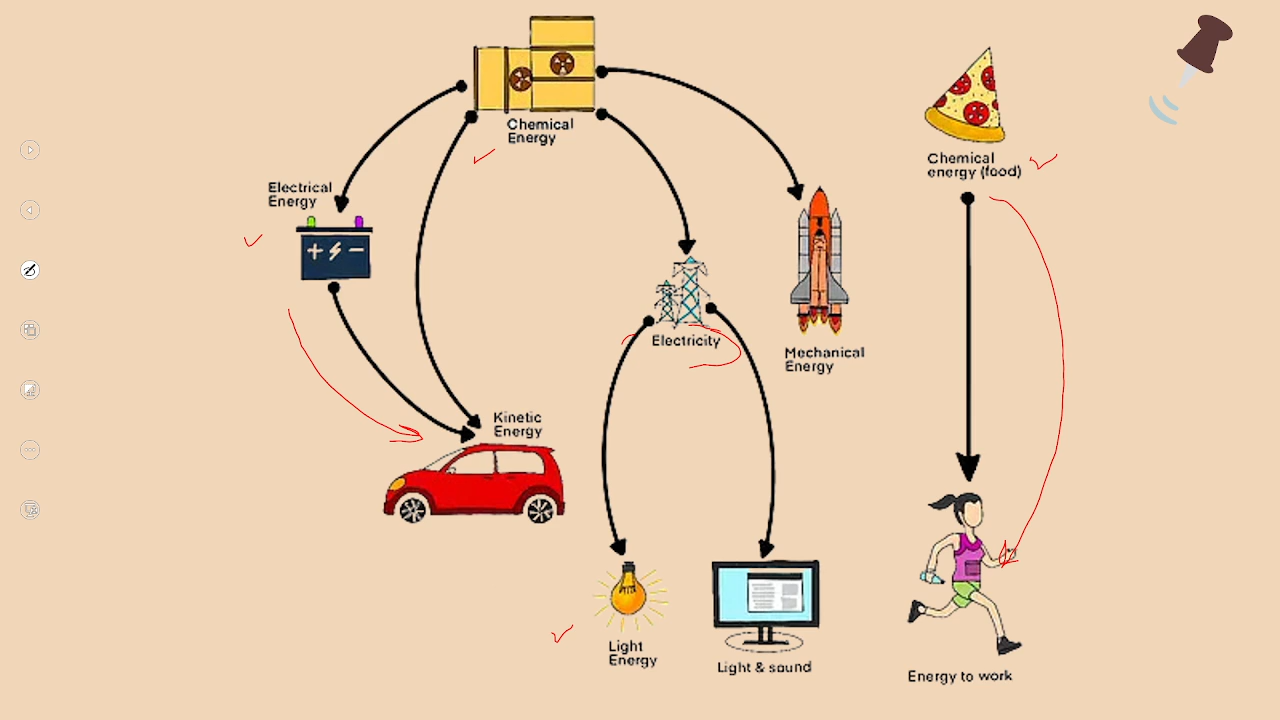 Chemical
Energy
Chemical
energy (food)
Electrical
Energy
+ −
Electricity
Mechanical
Energy
Kinetic
Energy
Light
Energy
Light & sound
Energy to work